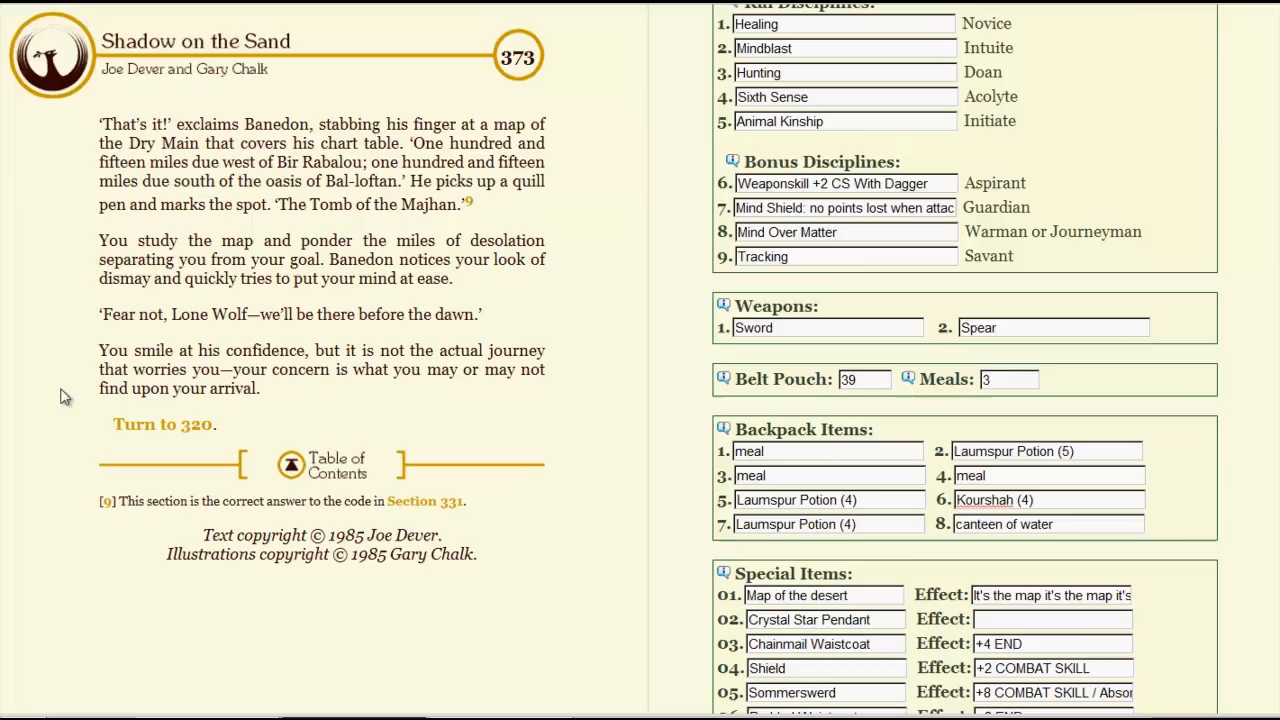 Shadow on the Sand
Joe Dever and Gary Chalk
373
‘That’s it!’ exclaims Banedon, stabbing his finger at a map of
the Dry Main that covers his chart table. ‘One hundred and
fifteen miles due west of Bir Rabalou; one hundred and fifteen
miles due south of the oasis of Bal-loftan.’ He picks up a quill
pen and marks the spot. ‘The Tomb of the Majhan.’9
You study the map and ponder the miles of desolation
separating you from your goal. Banedon notices your look of
dismay and quickly tries to put your mind at ease.
‘Fear not, Lone Wolf—we’ll be there before the dawn.’
You smile at his confidence, but it is not the actual journey
that worries you—your concern is what you may or may not
find upon your arrival.
Turn to 320.
Table of
Contents
[9] This section is the correct answer to the code in Section 331.
Text copyright © 1985 Joe Dever.
Illustrations copyright © 1985 Gary Chalk.
Kai Disciplines:
1. Healing Novice
2. Mindblast Intuite
3. Hunting Doan
4. Sixth Sense Acolyte
5. Animal Kinship Initiate
Bonus Disciplines:
6. Weaponskill +2 CS With Dagger Aspirant
7. Mind Shield: no points lost when attac Guardian
8. Mind Over Matter Warman or Journeyman
9. Tracking Savant
Weapons:
1. Sword 2. Spear
Belt Pouch: 39 Meals: 3
Backpack Items:
1. meal 2. Laumspur Potion (5)
3. meal 4. meal
5. Laumspur Potion (4) 6. Kourshah (4)
7. Laumspur Potion (4) 8. canteen of water
Special Items:
01. Map of the desert Effect: It's the map it's the map it's
02. Crystal Star Pendant Effect:
03. Chainmail Waistcoat Effect: +4 END
04. Shield Effect: +2 COMBAT SKILL
05. Sommerswerd Effect: +8 COMBAT SKILL / Absor